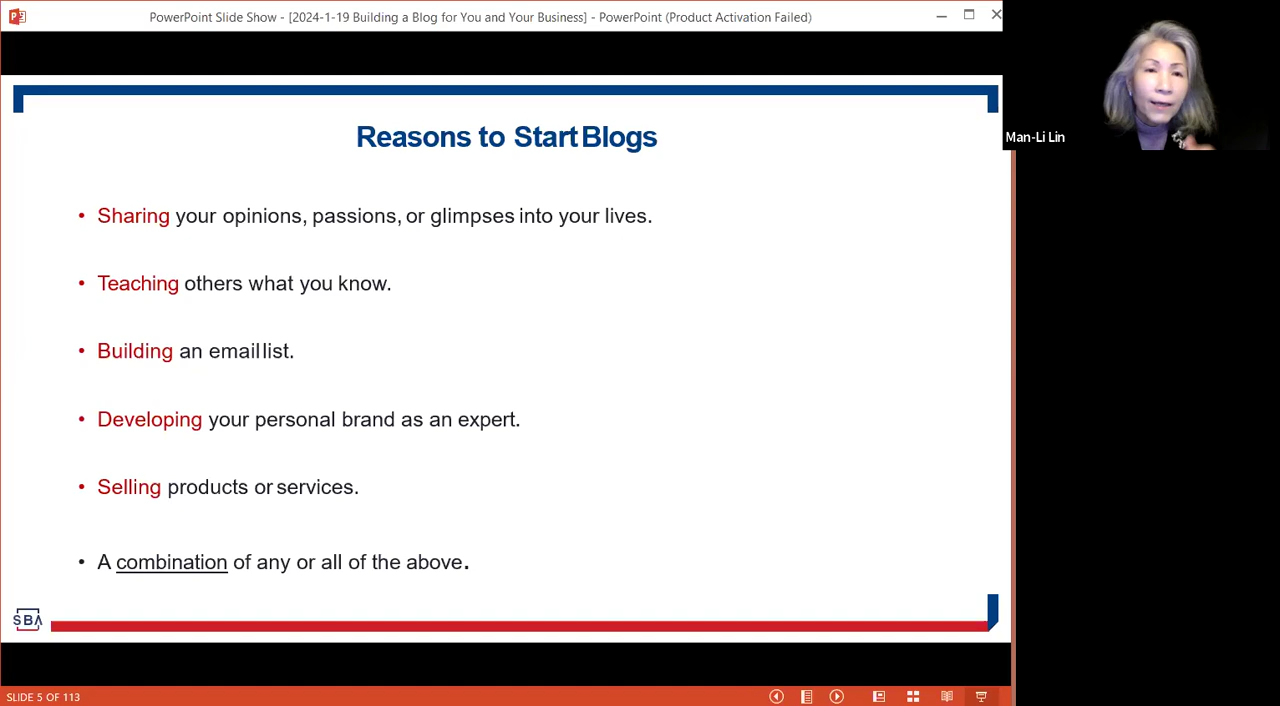 PowerPoint Slide Show - [2024-1-19 Building a Blog for You and Your Business] - PowerPoint (Product Activation Failed)
Man-Li Lin
Reasons to Start Blogs
• Sharing your opinions, passions, or glimpses into your lives.
• Teaching others what you know.
• Building an email list.
• Developing your personal brand as an expert.
• Selling products or services.
• A combination of any or all of the above.
SBA
SLIDE 5 OF 113